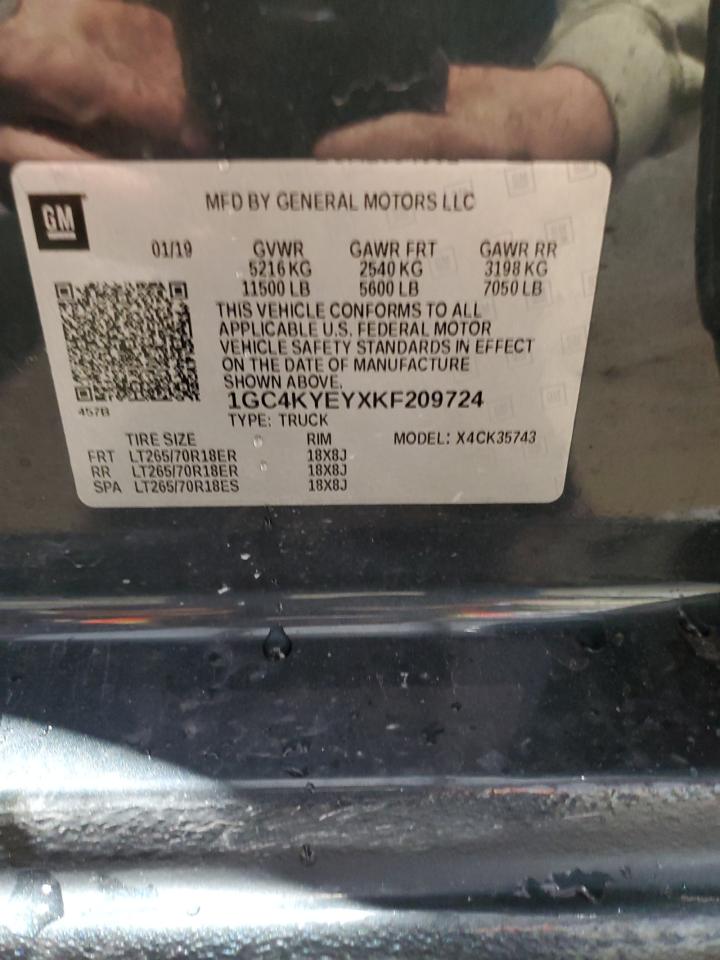 GM
MFD BY GENERAL MOTORS LLC
01/19 GVWR GAWR FRT GAWR RR
5216 KG 2540 KG 3198 KG
11500 LB 5600 LB 7050 LB
THIS VEHICLE CONFORMS TO ALL
APPLICABLE U.S. FEDERAL MOTOR
VEHICLE SAFETY STANDARDS IN EFFECT
ON THE DATE OF MANUFACTURE
SHOWN ABOVE.
457B
1GC4KYEYXKF209724
TYPE: TRUCK
TIRE SIZE RIM MODEL: X4CK35743
FRT LT265/70R18ER 18X8J
RR LT265/70R18ER 18X8J
SPA LT265/70R18ES 18X8J